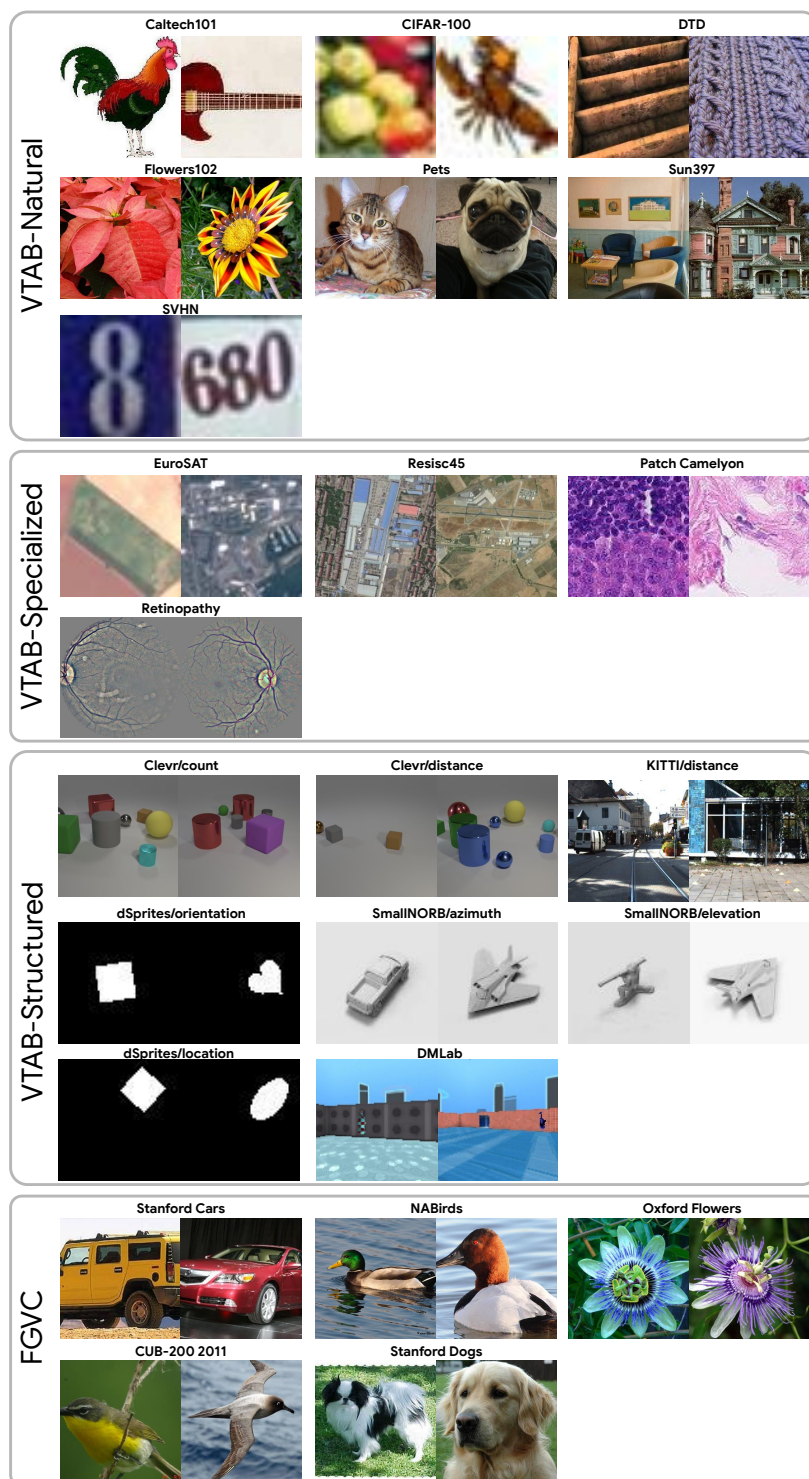 VTAB-Natural
Caltech101
CIFAR-100
DTD
Flowers102
Pets
Sun397
SVHN
8
680
VTAB-Specialized
EuroSAT
Resisc45
Patch Camelyon
Retinopathy
VTAB-Structured
Clevr/count
Clevr/distance
KITTI/distance
dSprites/orientation
SmallNORB/azimuth
SmallNORB/elevation
dSprites/location
DMLab
FGVC
Stanford Cars
NABirds
Oxford Flowers
CUB-200 2011
Stanford Dogs